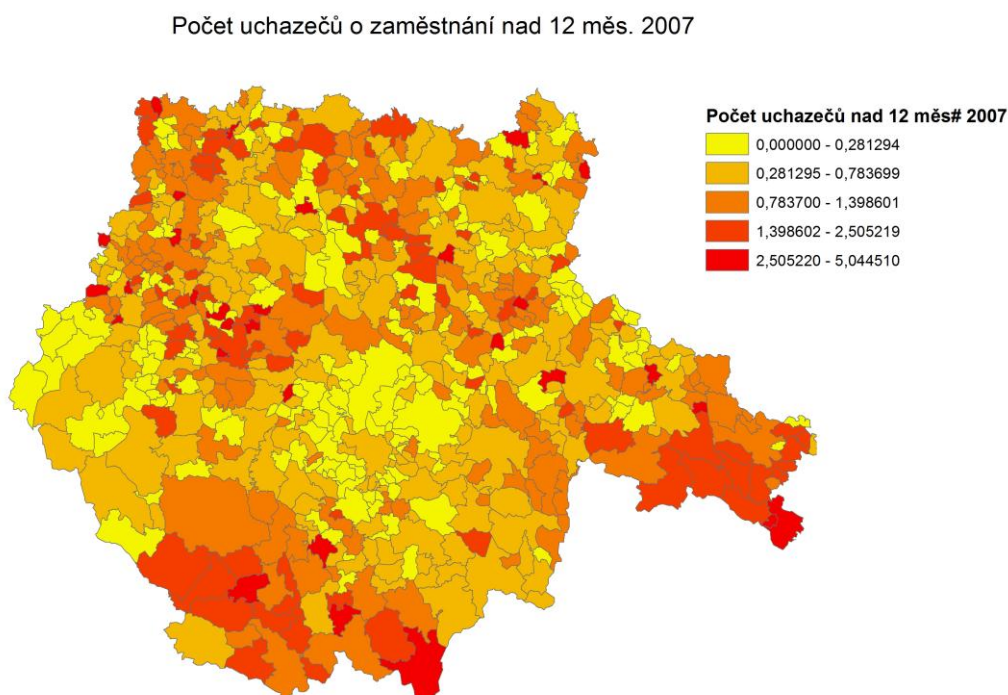 Počet uchazečů o zaměstnání nad 12 měs. 2007
Počet uchazečů nad 12 měs# 2007
0,000000 - 0,281294
0,281295 - 0,783699
0,783700 - 1,398601
1,398602 - 2,505219
2,505220 - 5,044510